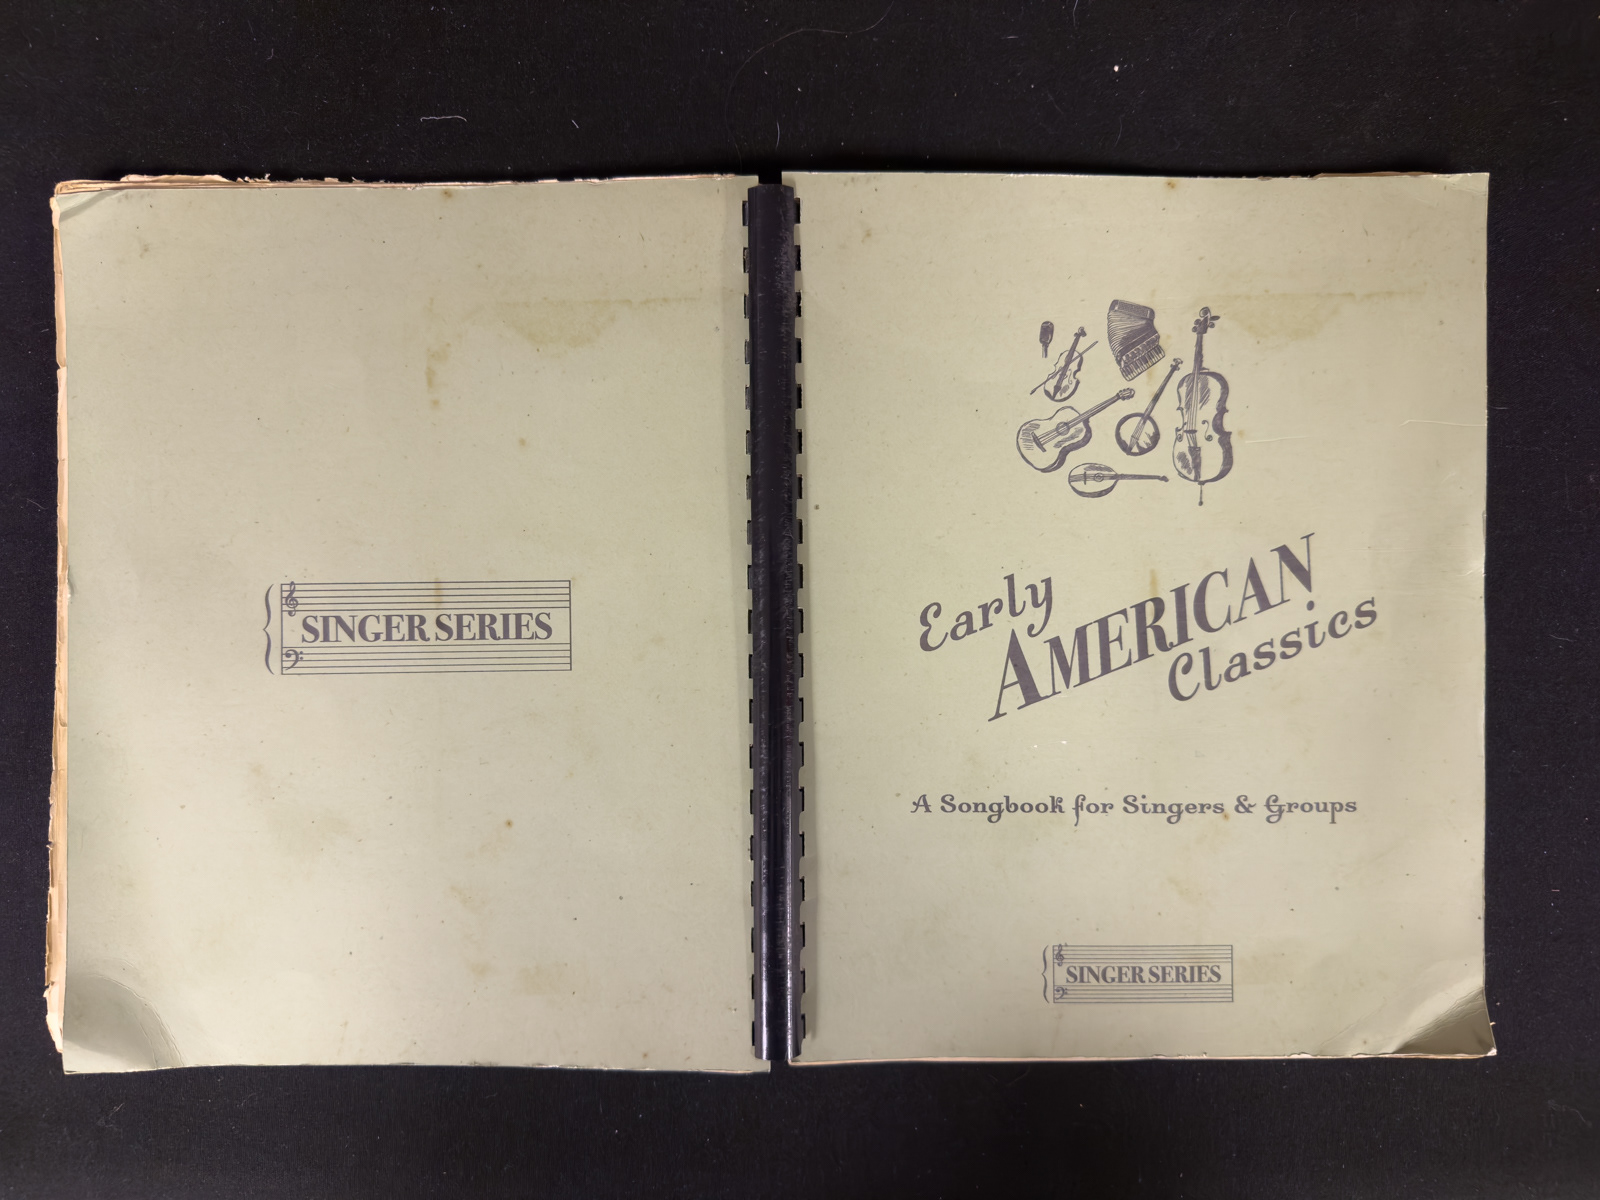 SINGER SERIES
Early
AMERICAN
Classics
A Songbook for Singers & Groups
SINGER SERIES